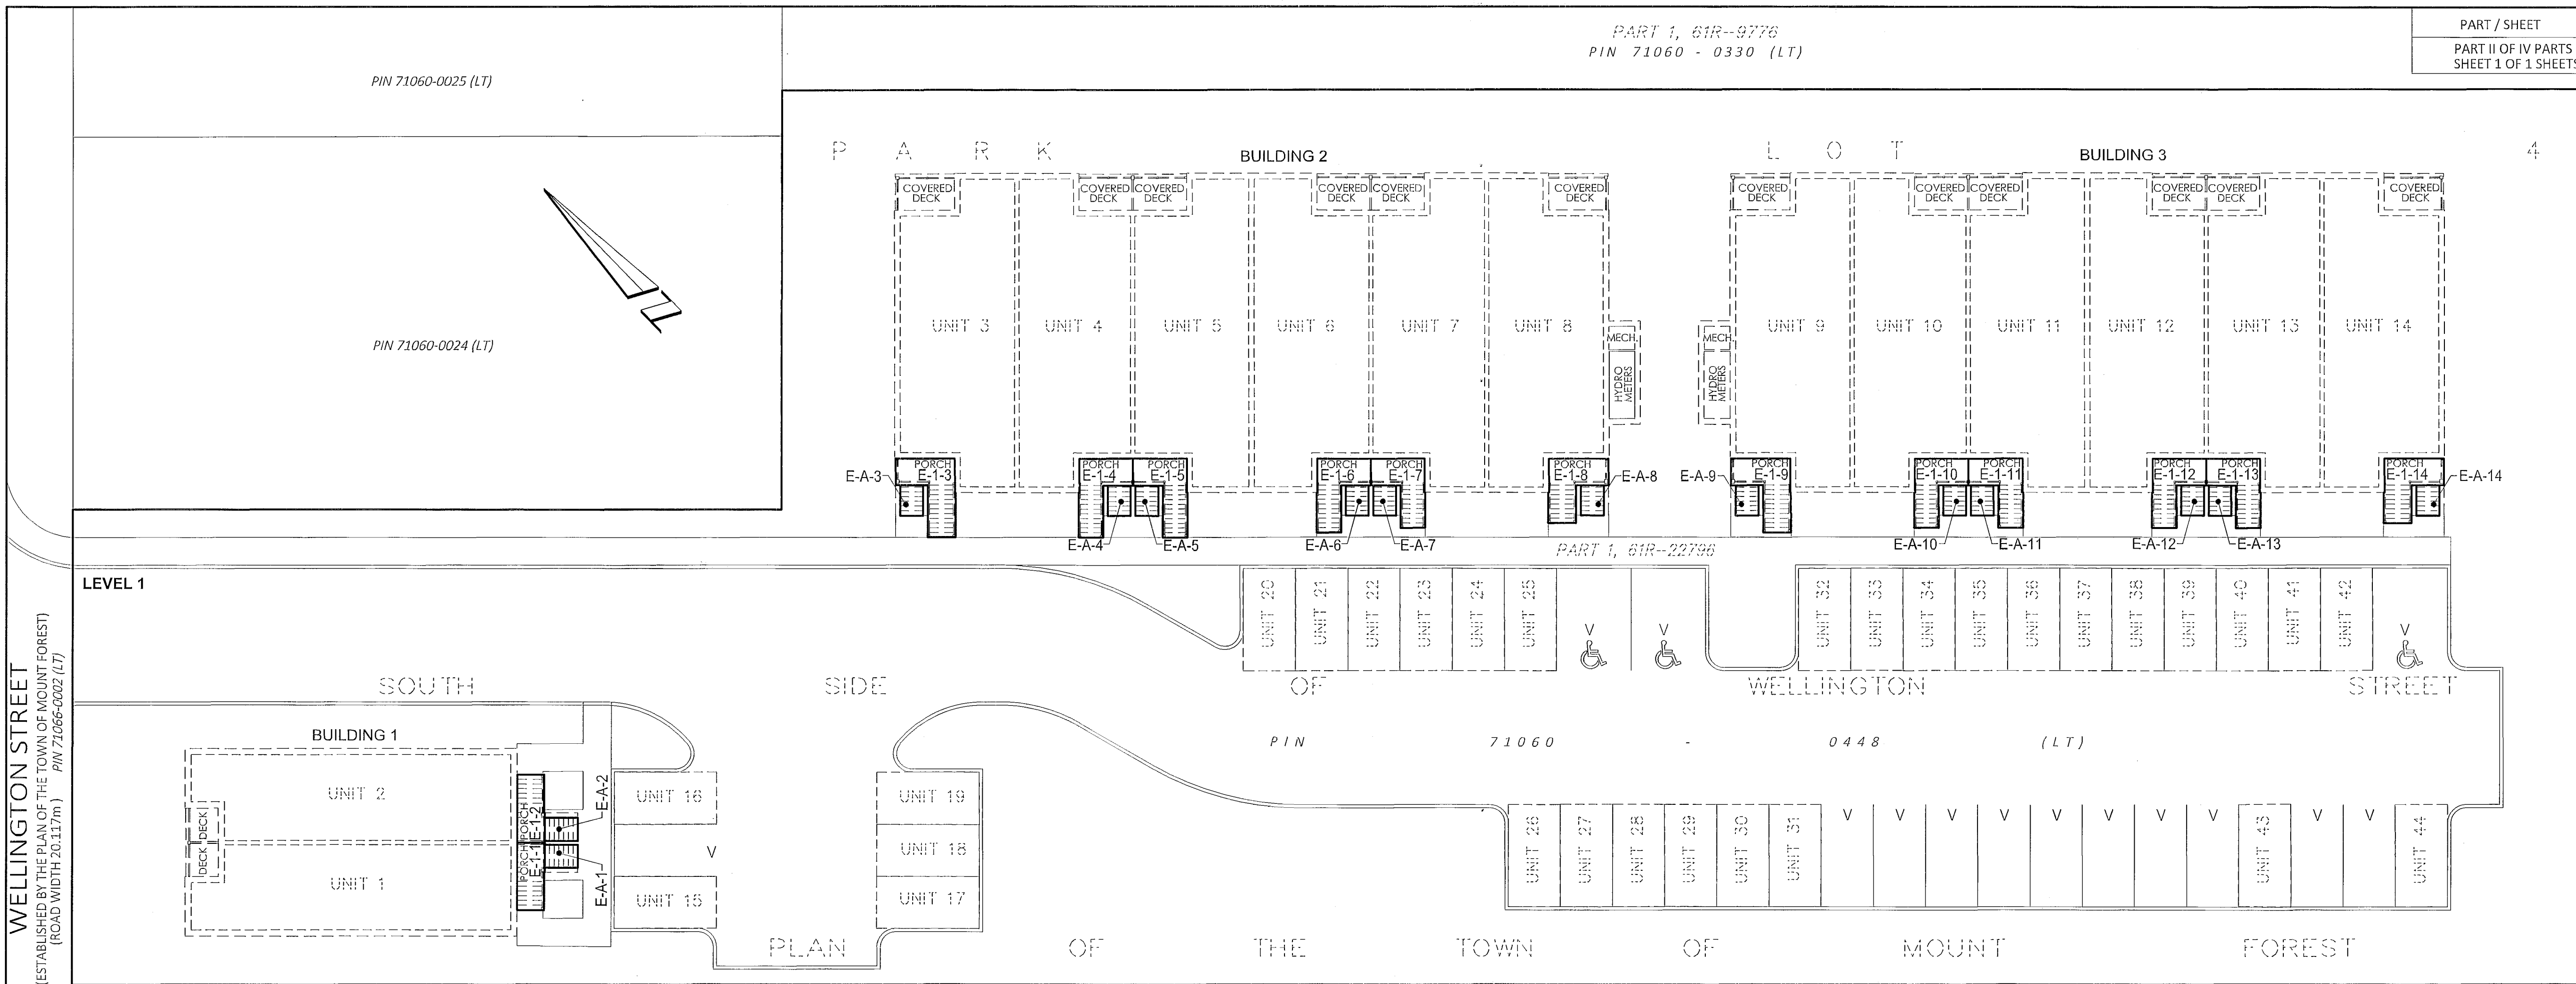 PART 1, 61R--9776
PIN 71060 - 0330 (LT)
PART / SHEET
PART II OF IV PARTS
SHEET 1 OF 1 SHEETS
PIN 71060-0025 (LT)
PIN 71060-0024 (LT)
PARK LOT 4
BUILDING 2
BUILDING 3
COVERED DECK
COVERED DECK
COVERED DECK
COVERED DECK
COVERED DECK
COVERED DECK
COVERED DECK
COVERED DECK
COVERED DECK
COVERED DECK
COVERED DECK
COVERED DECK
UNIT 3
UNIT 4
UNIT 5
UNIT 6
UNIT 7
UNIT 8
UNIT 9
UNIT 10
UNIT 11
UNIT 12
UNIT 13
UNIT 14
MECH.
HYDRO METERS
MECH.
HYDRO METERS
PORCH E-1-3
PORCH E-1-4
PORCH E-1-5
PORCH E-1-6
PORCH E-1-7
PORCH E-1-8
PORCH E-1-9
PORCH E-1-10
PORCH E-1-11
PORCH E-1-12
PORCH E-1-13
PORCH E-1-14
E-A-3
E-A-4
E-A-5
E-A-6
E-A-7
E-A-8
E-A-9
E-A-10
E-A-11
E-A-12
E-A-13
E-A-14
PART 1, 61R--22796
LEVEL 1
UNIT 20
UNIT 21
UNIT 22
UNIT 23
UNIT 24
UNIT 25
V
V
UNIT 32
UNIT 33
UNIT 34
UNIT 35
UNIT 36
UNIT 37
UNIT 38
UNIT 39
UNIT 40
UNIT 41
UNIT 42
V
SOUTH SIDE OF WELLINGTON STREET
WELLINGTON STREET
(ESTABLISHED BY THE PLAN OF THE TOWN OF MOUNT FOREST)
(ROAD WIDTH 20.117m ) PIN 71066-0002 (LT)
BUILDING 1
UNIT 2
UNIT 1
DECK
DECK
PORCH E-1-2
PORCH E-1-1
E-A-2
E-A-1
UNIT 16
V
UNIT 15
UNIT 19
UNIT 18
UNIT 17
PIN 71060 - 0448 (LT)
UNIT 26
UNIT 27
UNIT 28
UNIT 29
UNIT 30
UNIT 31
V
V
V
V
V
V
V
V
UNIT 43
V
V
UNIT 44
PLAN OF THE TOWN OF MOUNT FOREST